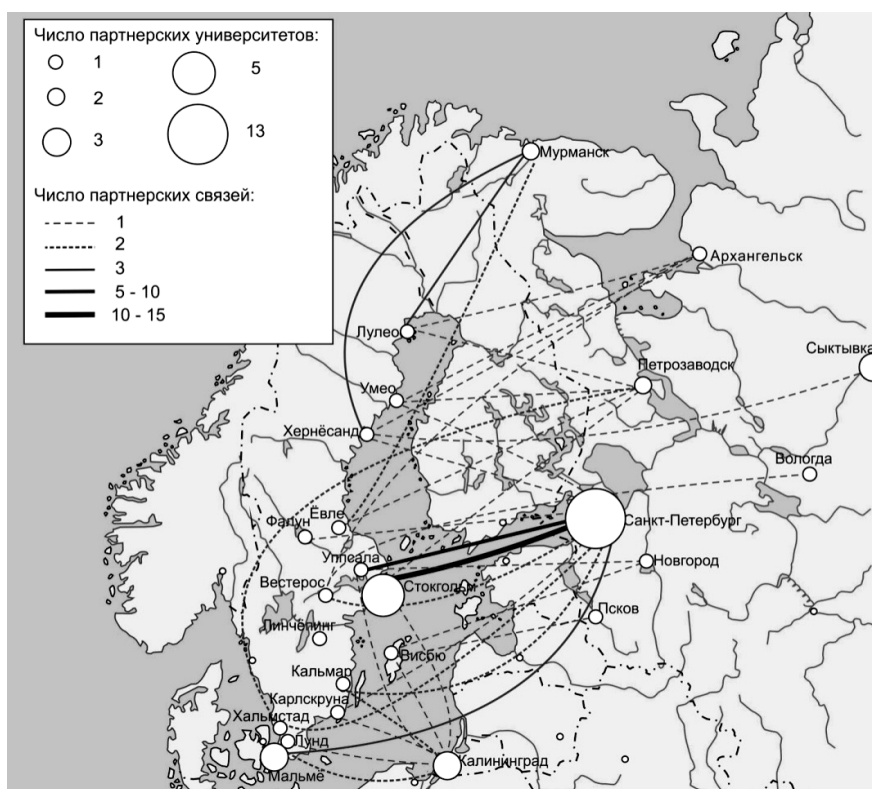 Число партнерских университетов:
1
5
2
3
13
Число партнерских связей:
1
2
3
5 - 10
10 - 15
Мурманск
Архангельск
Лулео
Сыктывка
Петрозаводск
Умео
Хернёсанд
Вологда
Ёвле
Фалун
Санкт-Петербург
Уппсала
Новгород
Вестерос
Стокгольм
Псков
Линчёпинг
Висбю
Кальмар
Карлскруна
Хальмстад
Лунд
Калининград
Мальмё